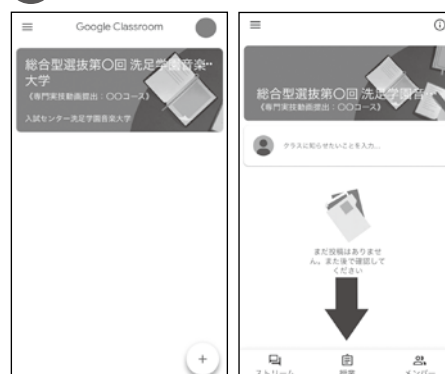 Google Classroom
総合型選抜第〇回 洗足学園音楽…
大学
《専門実技動画提出：〇〇コース》
入試センター洗足学園音楽大学
+
総合型選抜第〇回 洗足学園音…
《専門実技動画提出：〇〇コース》
クラスに知らせたいことを入力...
まだ投稿はありませ
ん。また後で確認して
ください
ストリーム
授業
メンバー